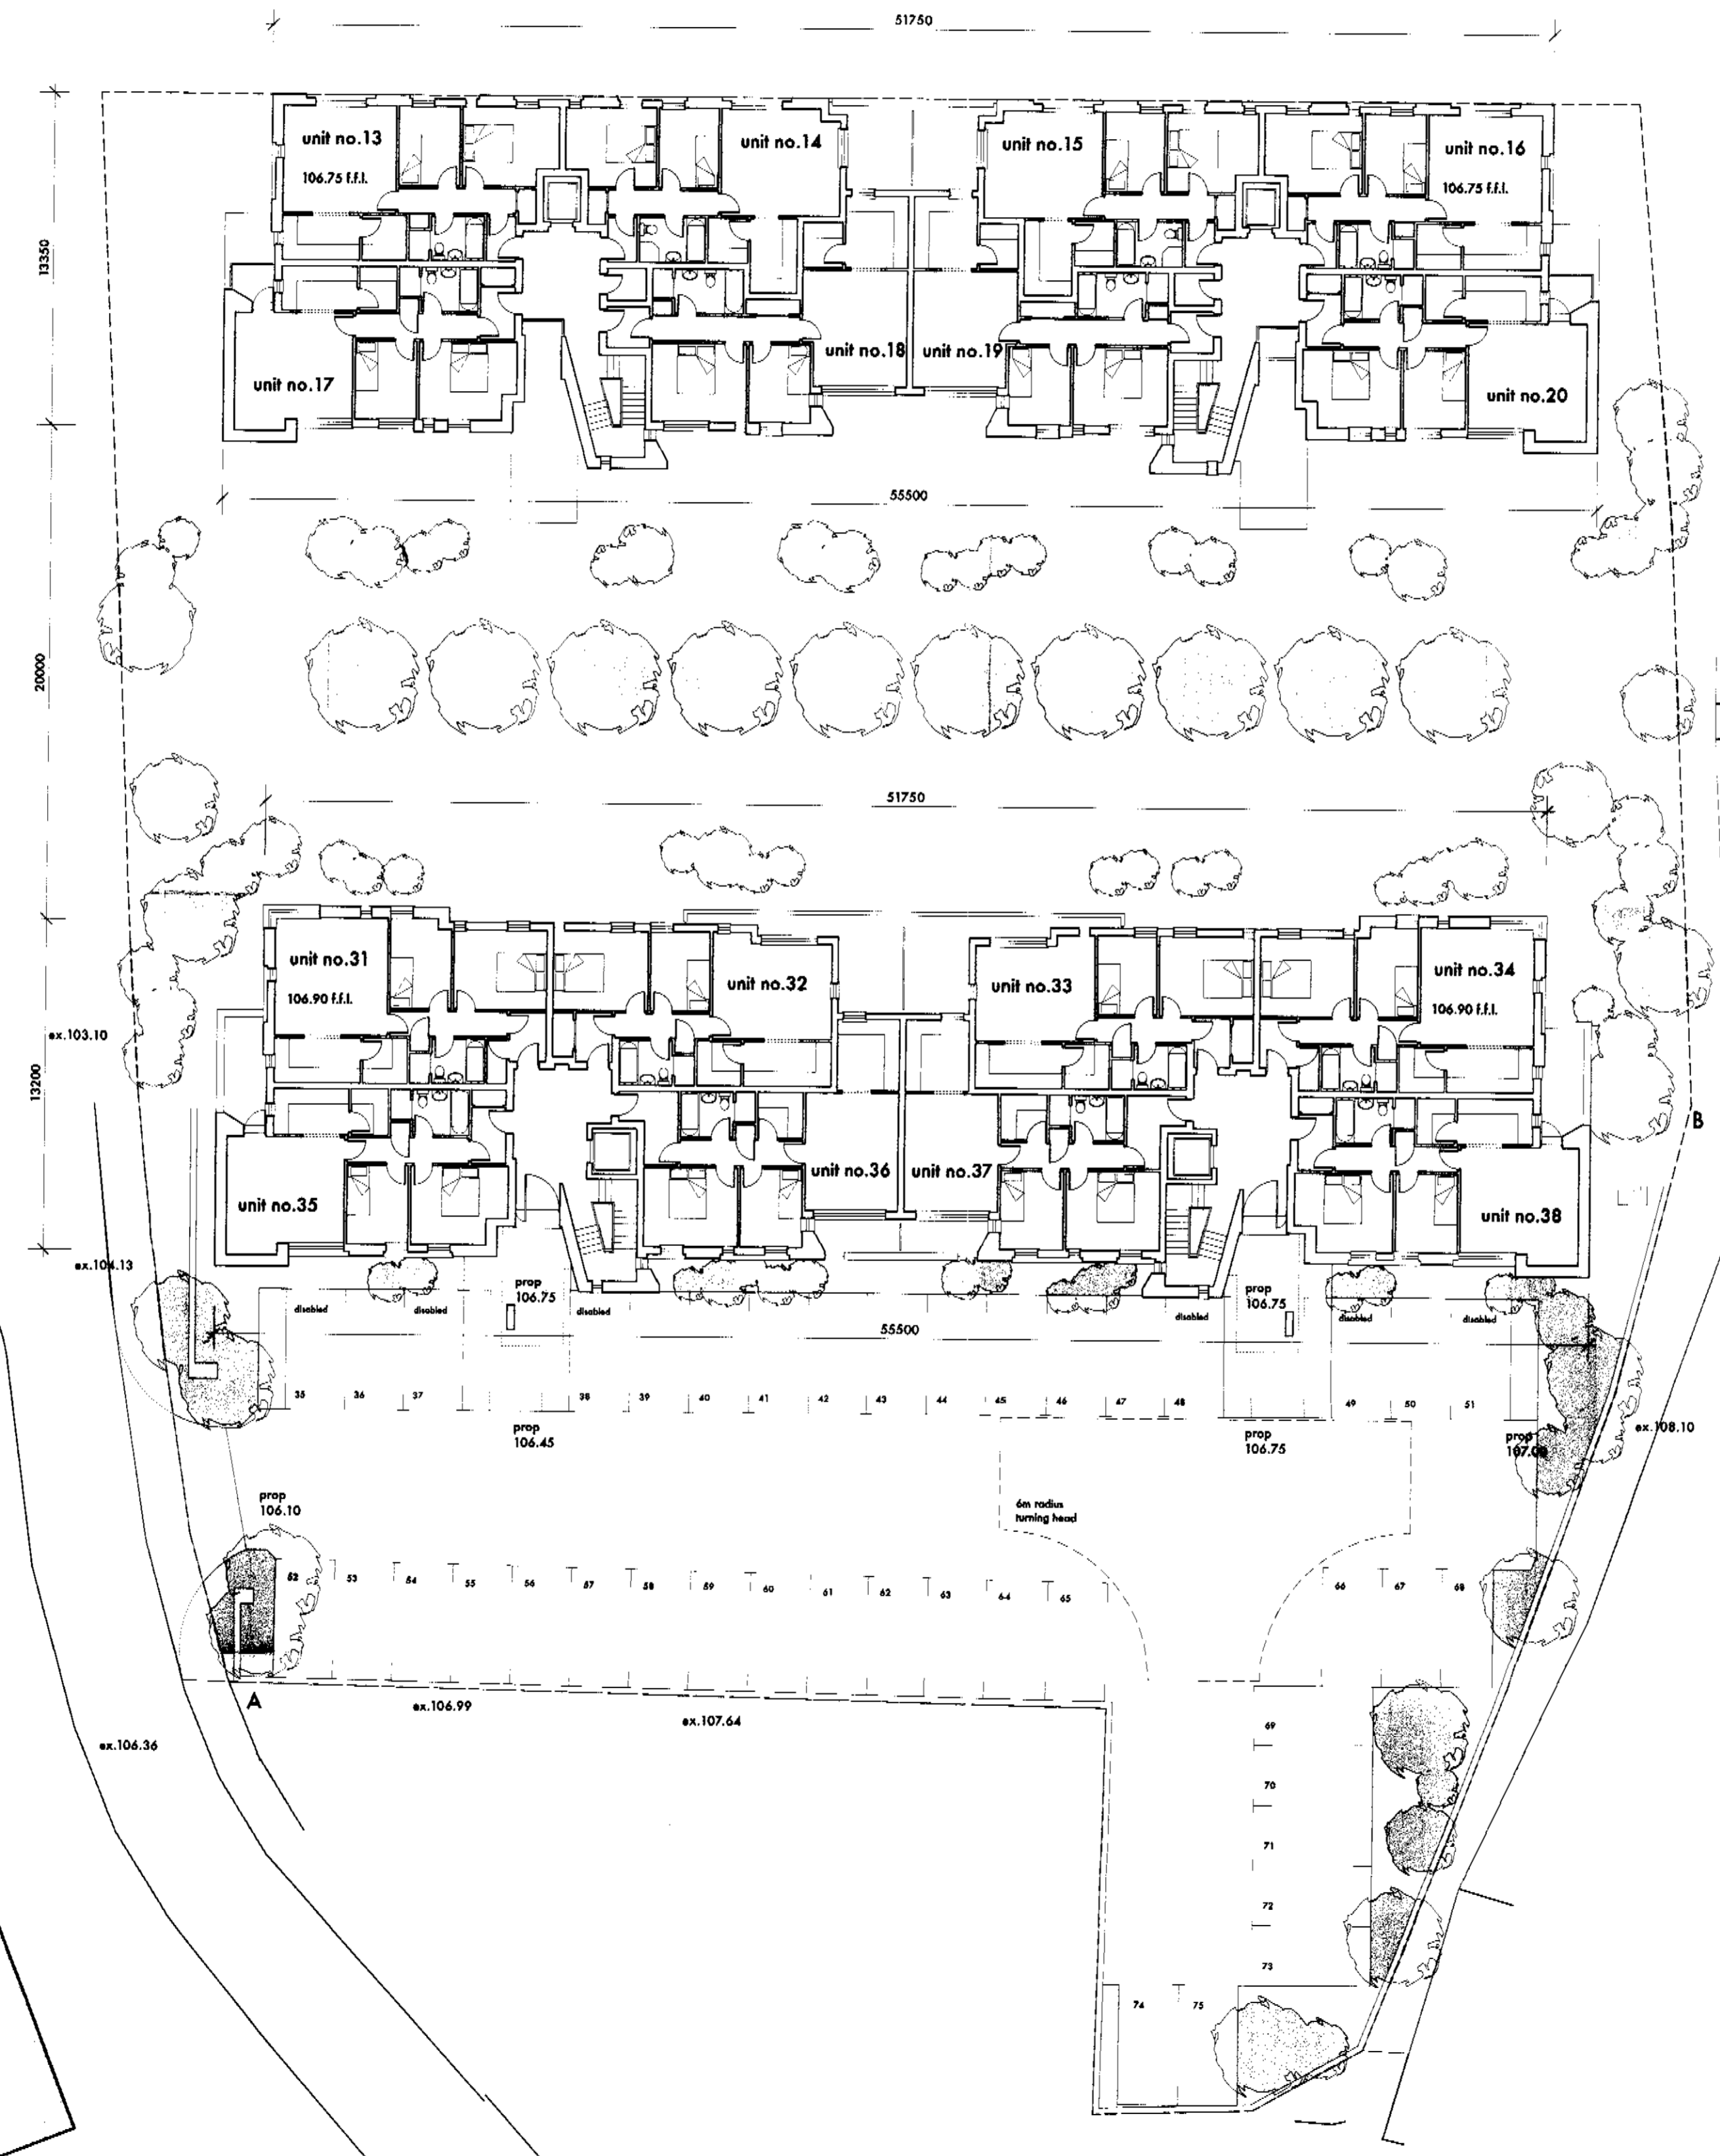 51750
unit no.13
unit no.14
unit no.15
unit no.16
106.75 f.f.l.
106.75 f.f.l.
13350
unit no.18
unit no.19
unit no.17
unit no.20
55500
20000
51750
unit no.31
unit no.32
unit no.33
unit no.34
106.90 f.f.l.
106.90 f.f.l.
ex.103.10
13200
B
unit no.36
unit no.37
unit no.35
unit no.38
ex.104.13
prop
106.75
prop
106.75
disabled
disabled
disabled
disabled
disabled
disabled
55500
35
36
37
38
39
40
41
42
43
44
45
46
47
48
49
50
51
prop
106.45
prop
106.75
prop
107.00
ex.108.10
prop
106.10
6m radius
turning head
52
53
54
55
56
57
58
59
60
61
62
63
64
65
66
67
68
A
ex.106.99
ex.107.64
ex.106.36
69
70
71
72
73
74
75